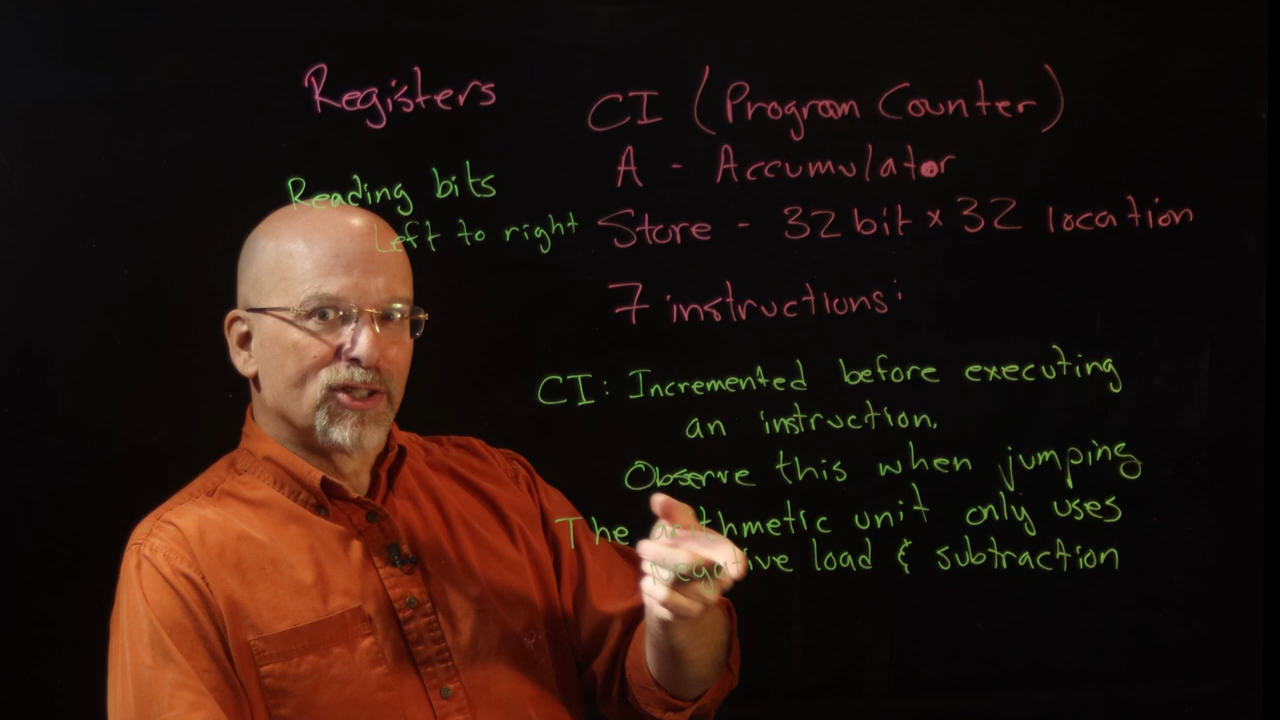 Registers
CI (Program Counter)
A - Accumulator
Reading bits
Left to right
Store - 32 bit x 32 location
7 instructions:
CI: Incremented before executing
an instruction.
Observe this when jumping
The arithmetic unit only uses
negative load & subtraction